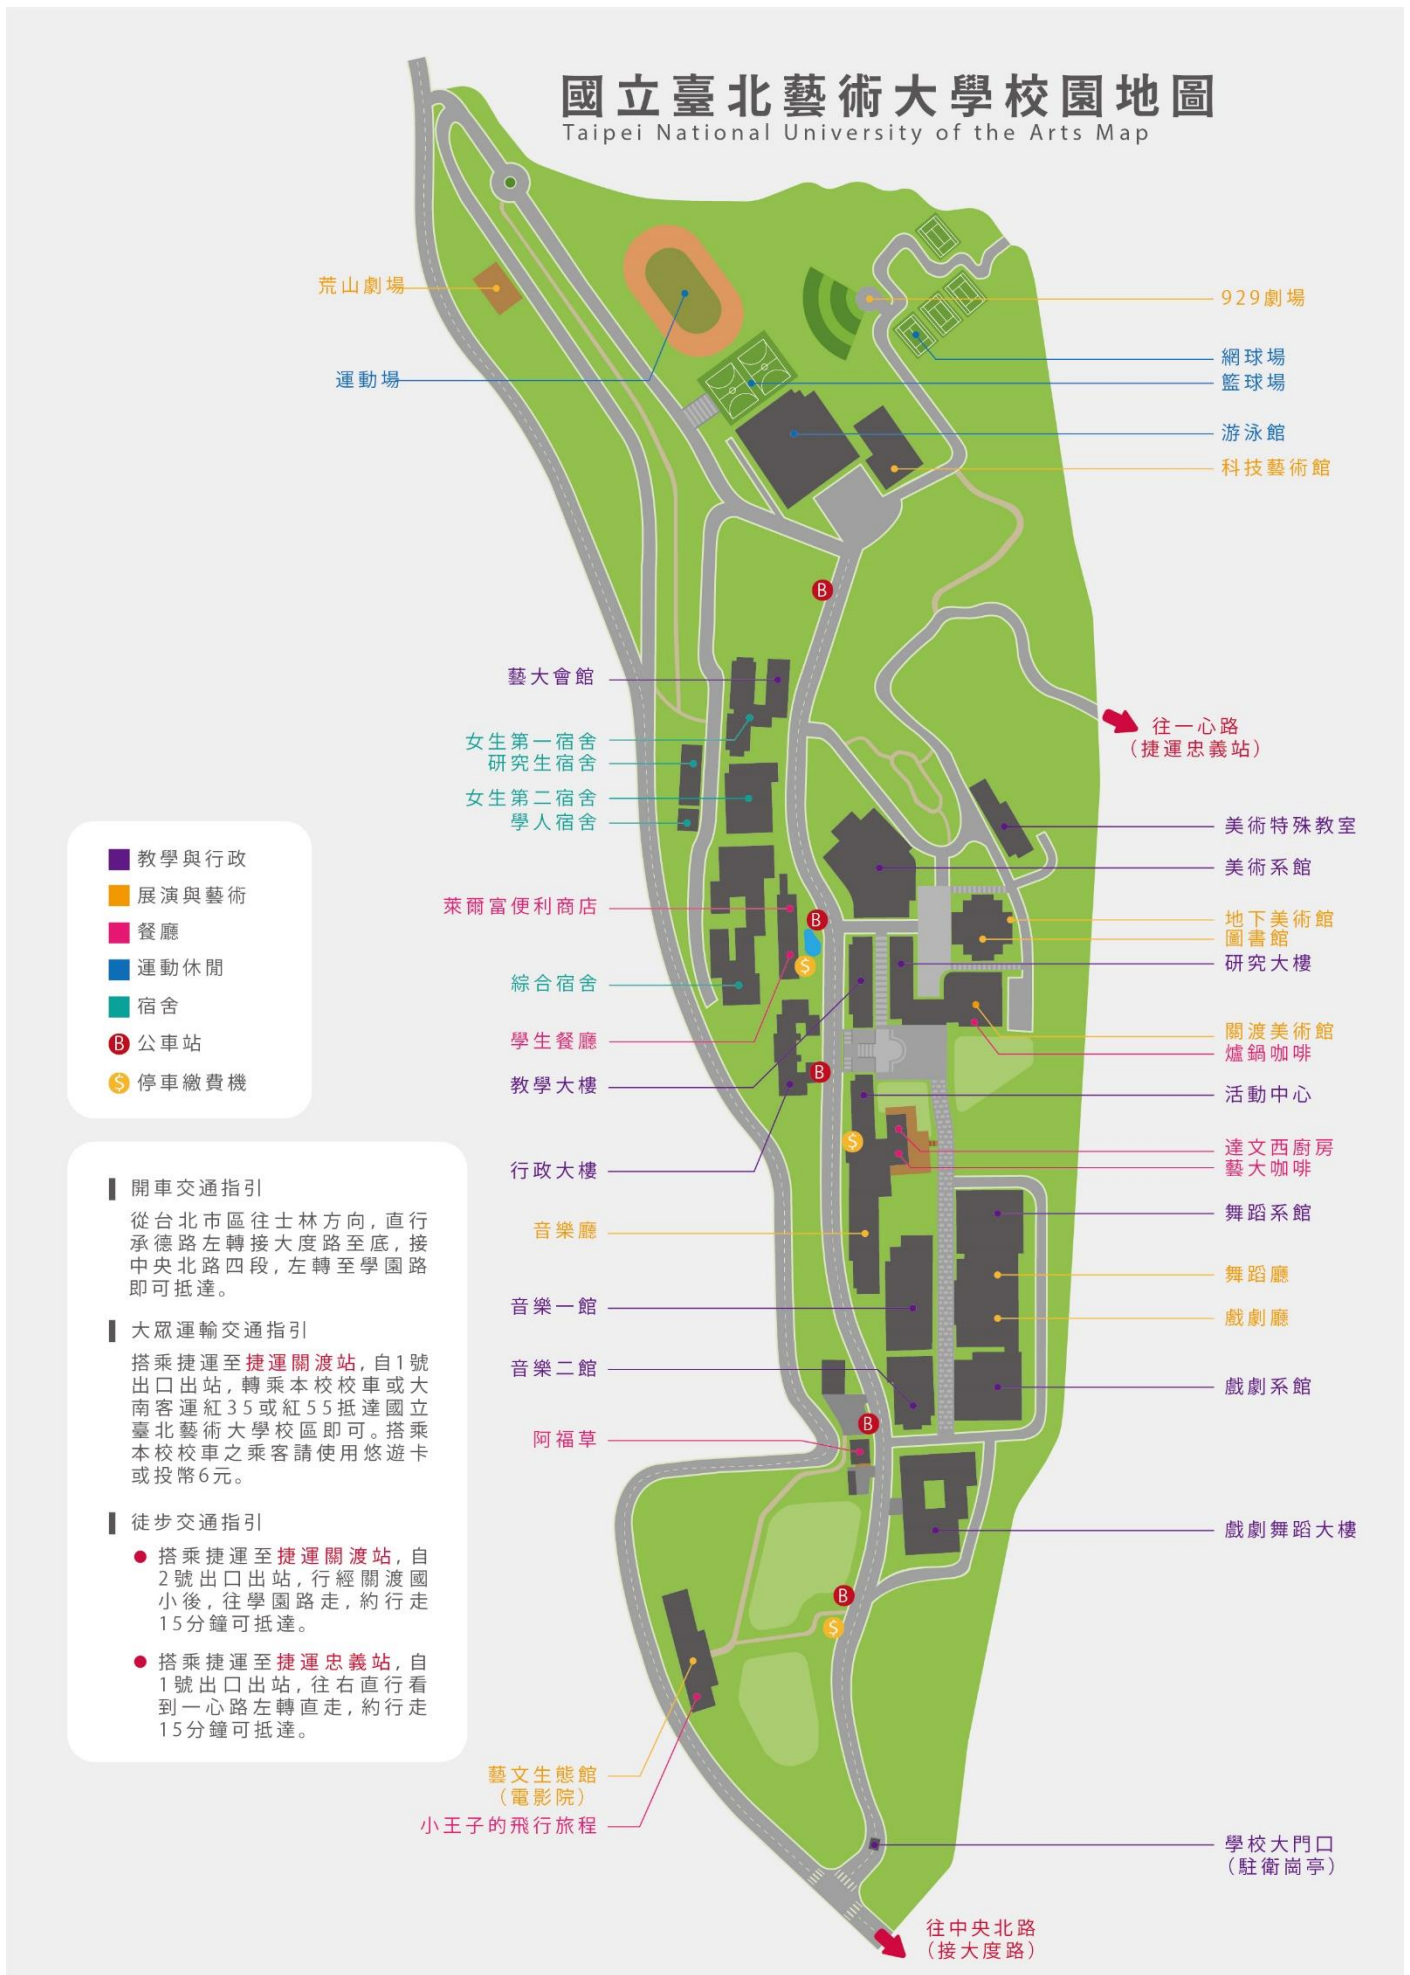 國立臺北藝術大學校園地圖
Taipei National University of the Arts Map
荒山劇場
929劇場
網球場
運動場
籃球場
游泳館
科技藝術館
B
藝大會館
往一心路
(捷運忠義站)
女生第一宿舍
研究生宿舍
女生第二宿舍
學人宿舍
美術特殊教室
美術系館
萊爾富便利商店
B
地下美術館
圖書館
研究大樓
$
綜合宿舍
學生餐廳
關渡美術館
爐鍋咖啡
教學大樓
B
活動中心
$
達文西廚房
藝大咖啡
行政大樓
舞蹈系館
音樂廳
舞蹈廳
音樂一館
戲劇廳
音樂二館
戲劇系館
B
阿福草
戲劇舞蹈大樓
B
$
藝文生態館
(電影院)
小王子的飛行旅程
學校大門口
(駐衛崗亭)
往中央北路
(接大度路)
教學與行政
展演與藝術
餐廳
運動休閒
宿舍
B 公車站
$ 停車繳費機
開車交通指引
從台北市區往士林方向,直行
承德路左轉接大度路至底,接
中央北路四段,左轉至學園路
即可抵達。
大眾運輸交通指引
搭乘捷運至捷運關渡站,自1號
出口出站,轉乘本校校車或大
南客運紅35或紅55抵達國立
臺北藝術大學校區即可。搭乘
本校校車之乘客請使用悠遊卡
或投幣6元。
徒步交通指引
搭乘捷運至捷運關渡站,自
2號出口出站,行經關渡國
小後,往學園路走,約行走
15分鐘可抵達。
搭乘捷運至捷運忠義站,自
1號出口出站,往右直行看
到一心路左轉直走,約行走
15分鐘可抵達。